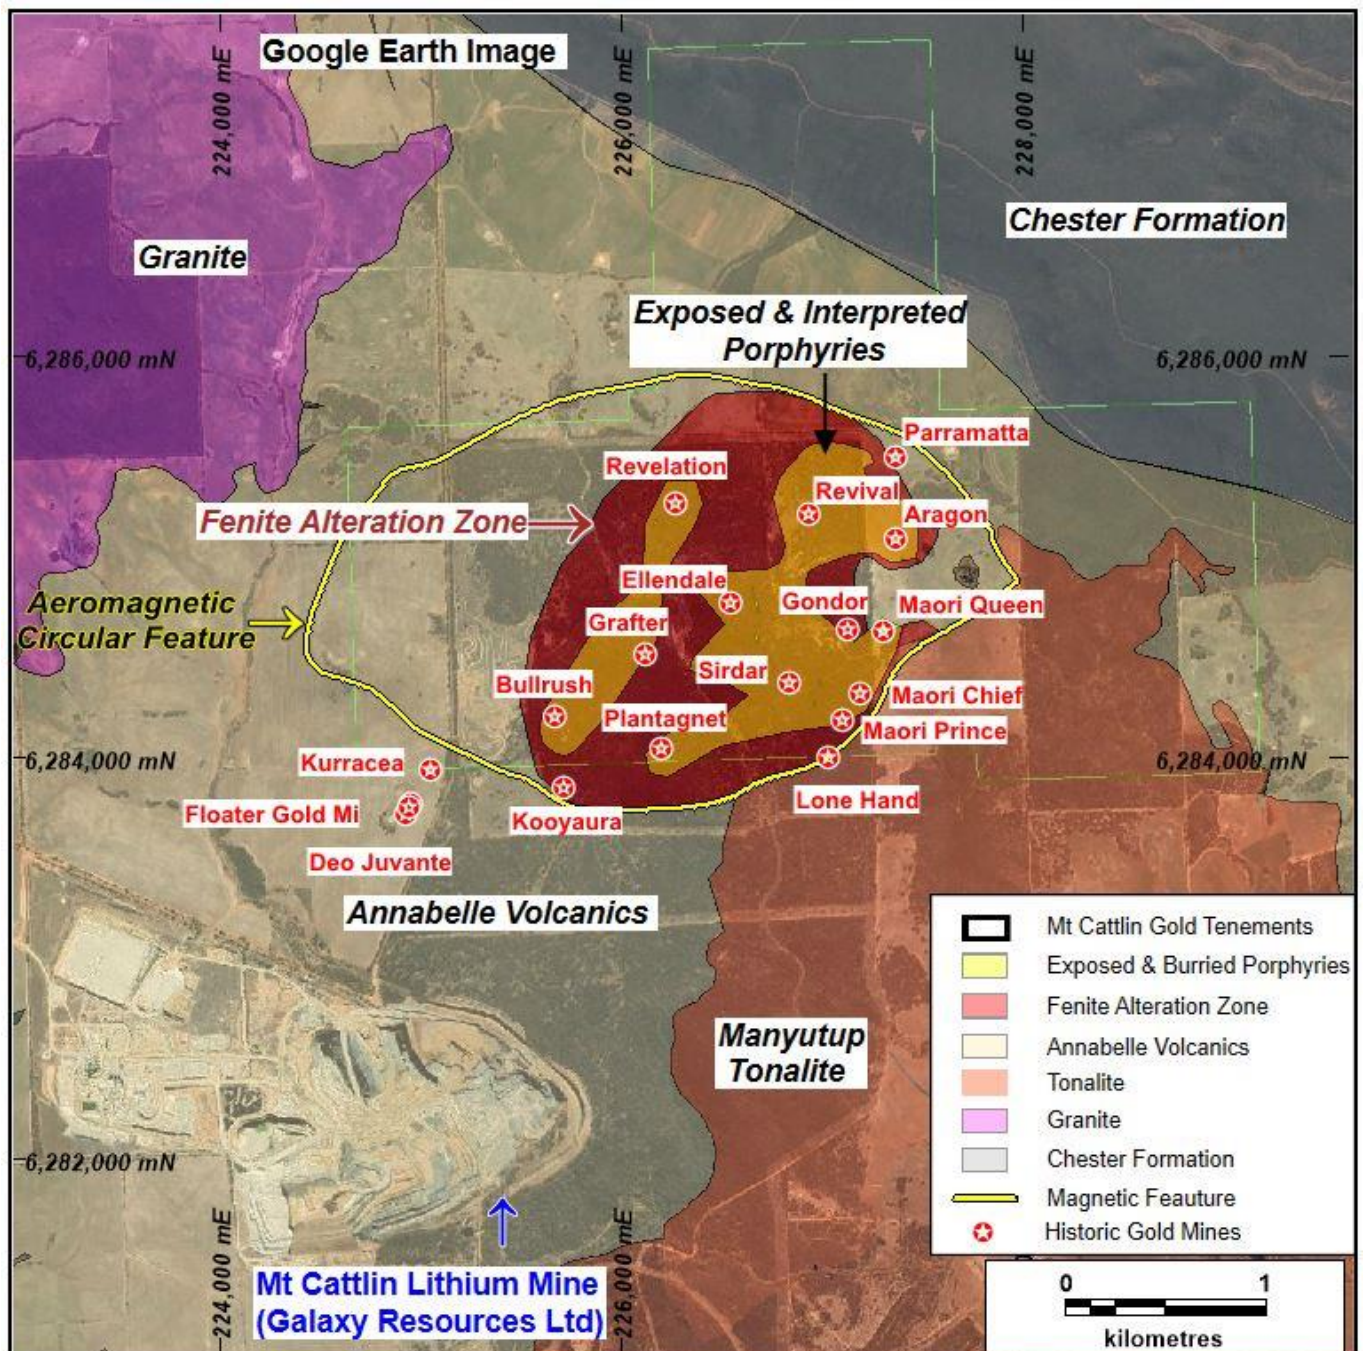 Google Earth Image
224,000 mE
226,000 mE
228,000 mE
Chester Formation
Granite
Exposed & Interpreted
Porphyries
6,286,000 mN
6,286,000 mN
Parramatta
Revelation
Revival
Fenite Alteration Zone
Aragon
Ellendale
Gondor
Maori Queen
Aeromagnetic
Circular Feature
Grafter
Sirdar
Bullrush
Maori Chief
Plantagnet
Maori Prince
6,284,000 mN
Kurracea
6,284,000 mN
Floater Gold Mi
Lone Hand
Kooyaura
Deo Juvante
Annabelle Volcanics
Mt Cattlin Gold Tenements
Exposed & Burried Porphyries
Fenite Alteration Zone
Annabelle Volcanics
Tonalite
Granite
Chester Formation
Magnetic Feauture
Historic Gold Mines
Manyutup
Tonalite
6,282,000 mN
224,000 mE
226,000 mE
Mt Cattlin Lithium Mine
(Galaxy Resources Ltd)
0 1
kilometres